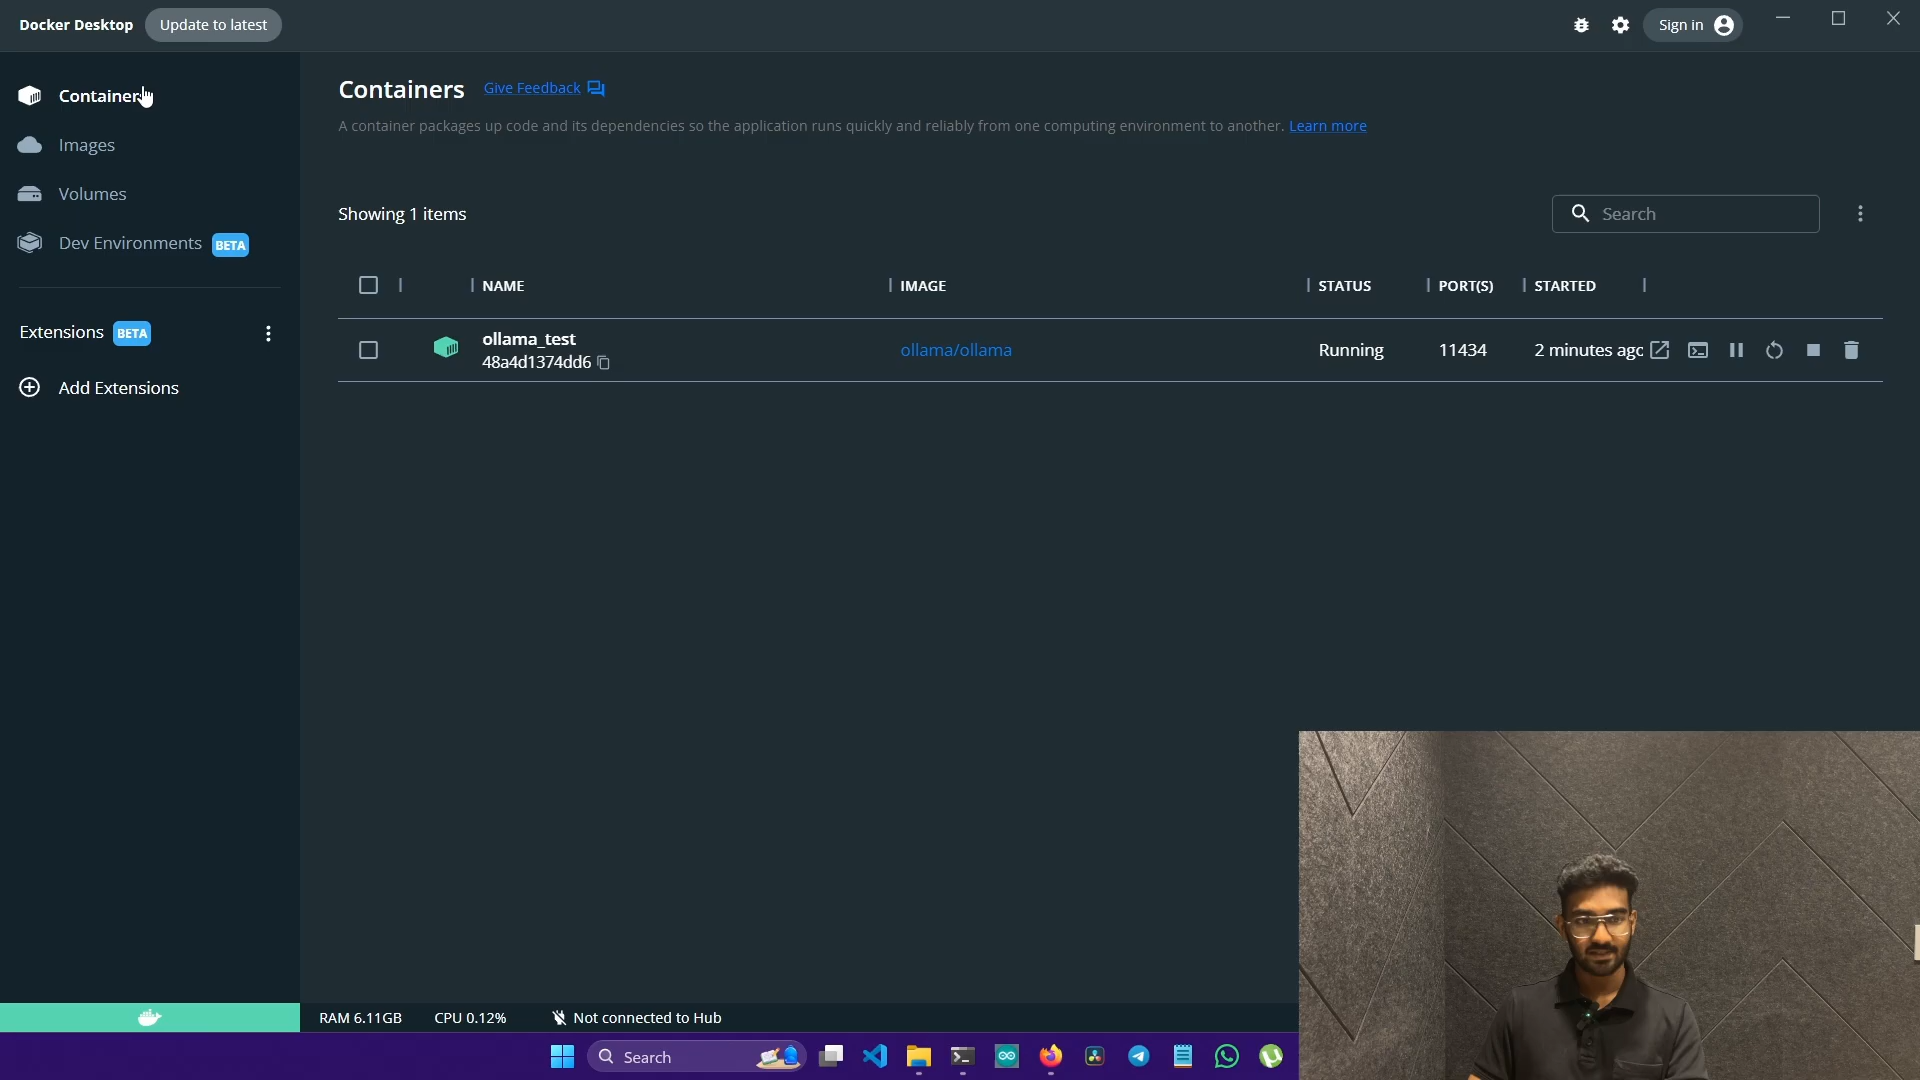 Docker Desktop
Update to latest
Sign in
Containers
Images
Volumes
Dev Environments BETA
Extensions BETA
Add Extensions
Containers Give Feedback
A container packages up code and its dependencies so the application runs quickly and reliably from one computing environment to another. Learn more
Showing 1 items
Search
NAME IMAGE STATUS PORT(S) STARTED
ollama_test
48a4d1374dd6
ollama/ollama
Running
11434
2 minutes ago
RAM 6.11GB CPU 0.12% Not connected to Hub
Search